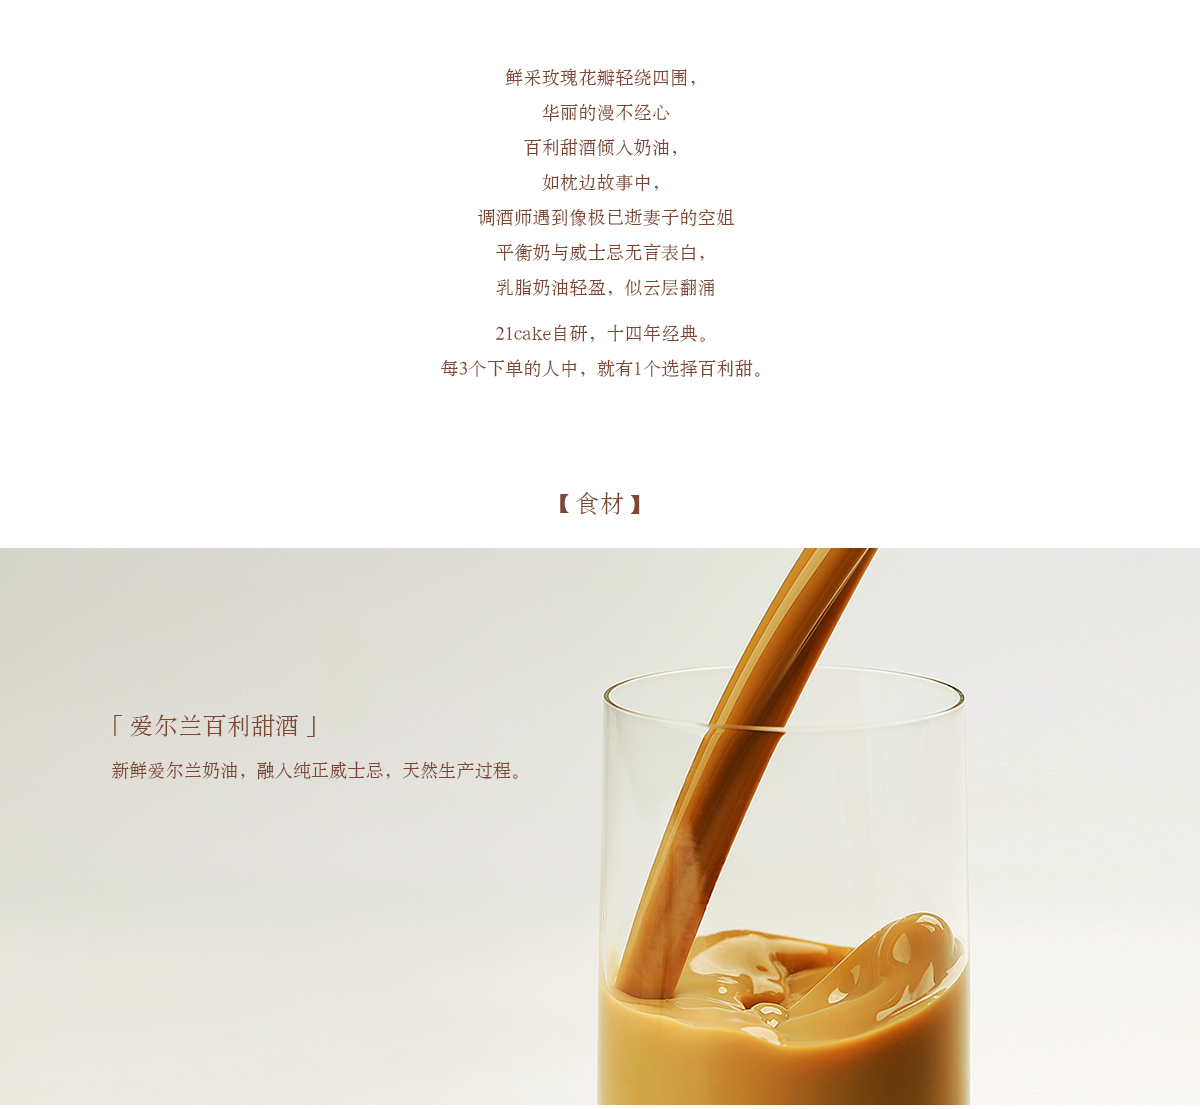 鲜采玫瑰花瓣轻绕四围，
华丽的漫不经心
百利甜酒倾入奶油，
如枕边故事中，
调酒师遇到像极已逝妻子的空姐
平衡奶与威士忌无言表白，
乳脂奶油轻盈，似云层翻涌
21cake自研，十四年经典。
每3个下单的人中，就有1个选择百利甜。
【食材】
「爱尔兰百利甜酒」
新鲜爱尔兰奶油，融入纯正威士忌，天然生产过程。